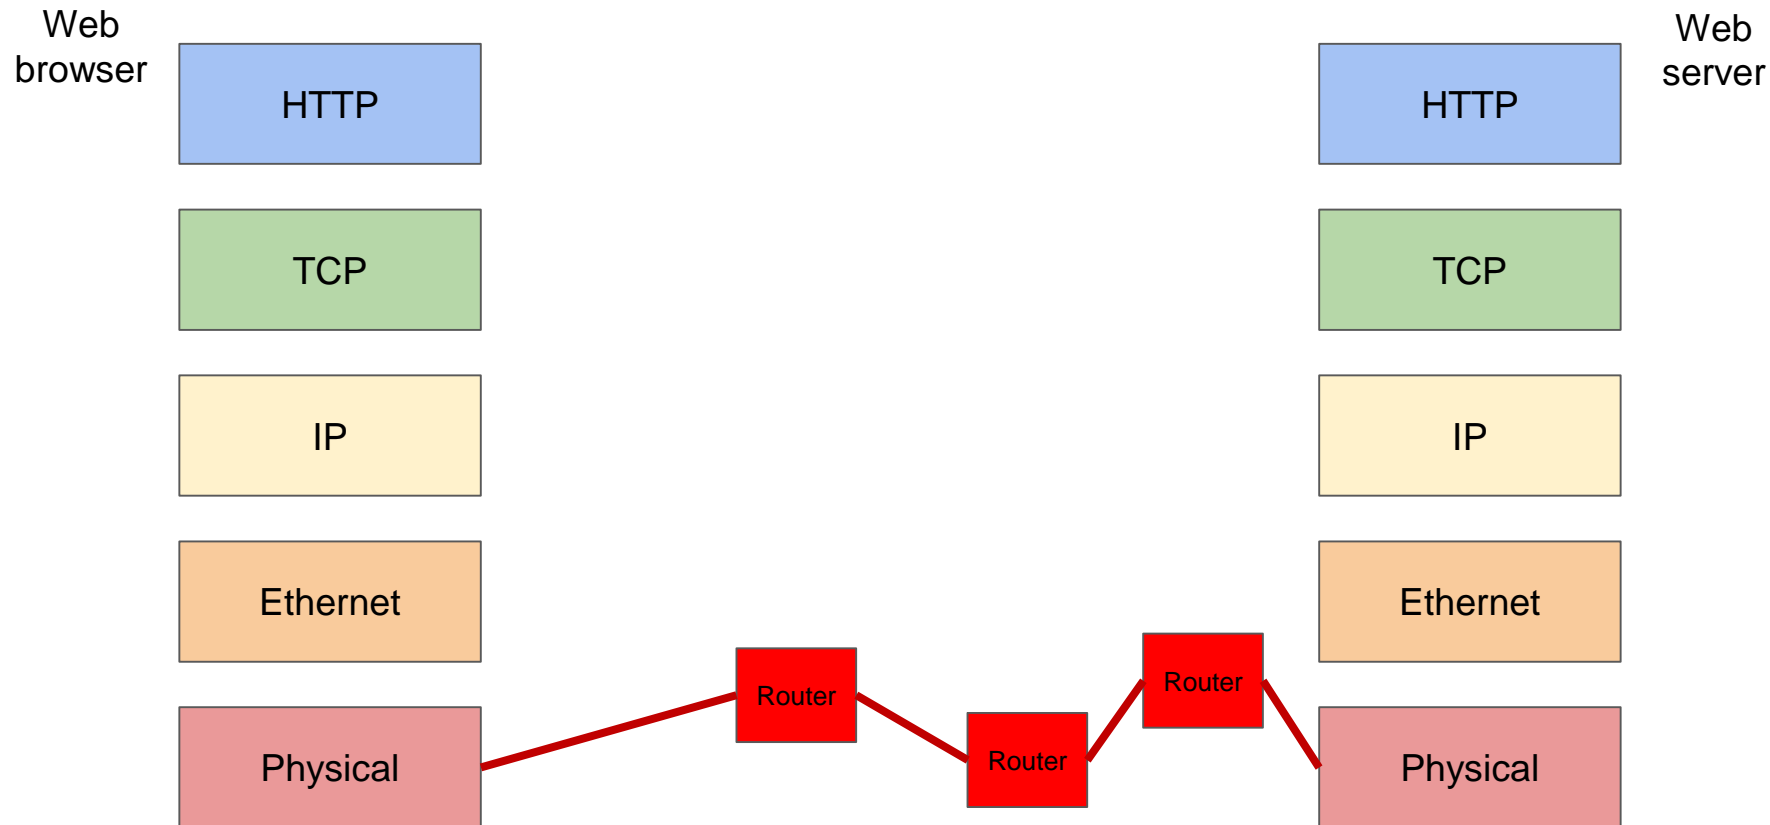 Web
browser
Web
server
HTTP
HTTP
TCP
TCP
IP
IP
Ethernet
Ethernet
Router
Router
Router
Physical
Physical